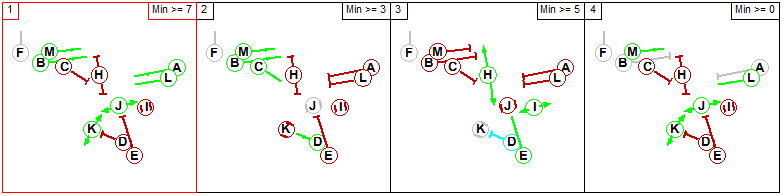 1 Min >= 7
F M B C H A L J I K D E
2 Min >= 3
F M B C H A L J I K D E
3 Min >= 5
F M B C H A L J I K D E
4 Min >= 0
F M B C H A L J I K D E